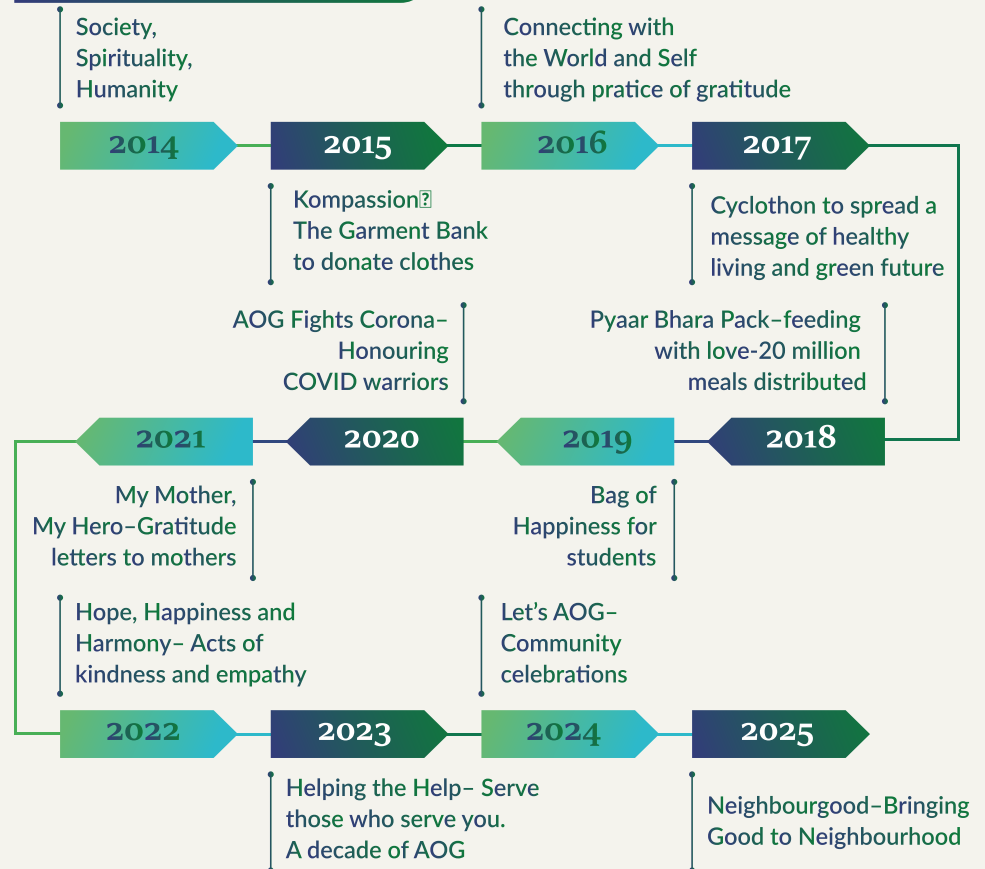 Society,
Spirituality,
Humanity
Connecting with
the World and Self
through pratice of gratitude
2014
2015
2016
2017
Kompassion⍰
The Garment Bank
to donate clothes
Cyclothon to spread a
message of healthy
living and green future
AOG Fights Corona–
Honouring
COVID warriors
Pyaar Bhara Pack–feeding
with love-20 million
meals distributed
2021
2020
2019
2018
My Mother,
My Hero–Gratitude
letters to mothers
Bag of
Happiness for
students
Hope, Happiness and
Harmony– Acts of
kindness and empathy
Let's AOG–
Community
celebrations
2022
2023
2024
2025
Helping the Help– Serve
those who serve you.
A decade of AOG
Neighbourgood–Bringing
Good to Neighbourhood